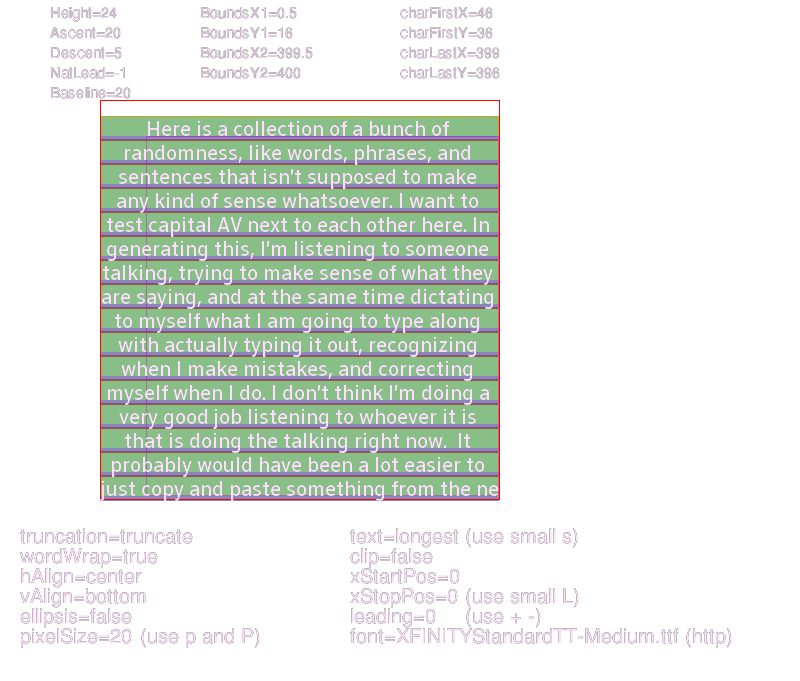 Height=24 BoundsX1=0.5 charFirstX=46
Ascent=20 BoundsY1=16 charFirstY=36
Descent=5 BoundsX2=399.5 charLastX=399
NatLead=-1 BoundsY2=400 charLastY=396
Baseline=20
Here is a collection of a bunch of
randomness, like words, phrases, and
sentences that isn't supposed to make
any kind of sense whatsoever. I want to
test capital AV next to each other here. In
generating this, I'm listening to someone
talking, trying to make sense of what they
are saying, and at the same time dictating
to myself what I am going to type along
with actually typing it out, recognizing
when I make mistakes, and correcting
myself when I do. I don't think I'm doing a
very good job listening to whoever it is
that is doing the talking right now.  It
probably would have been a lot easier to
just copy and paste something from the ne
truncation=truncate text=longest (use small s)
wordWrap=true clip=false
hAlign=center xStartPos=0
vAlign=bottom xStopPos=0 (use small L)
ellipsis=false leading=0 (use + -)
pixelSize=20 (use p and P) font=XFINITYStandardTT-Medium.ttf (http)